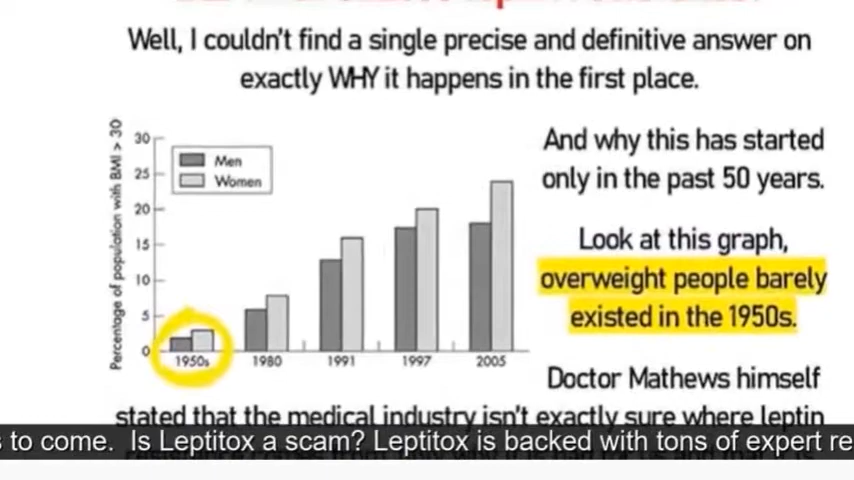 Well, I couldn't find a single precise and definitive answer on
exactly WHY it happens in the first place.
Percentage of population with BMI > 30
30
25
20
15
10
5
0
Men
Women
1950s
1980
1991
1997
2005
And why this has started
only in the past 50 years.
Look at this graph,
overweight people barely
existed in the 1950s.
Doctor Mathews himself
stated that the medical industry isn't exactly sure where leptin
to come. Is Leptitox a scam? Leptitox is backed with tons of expert re